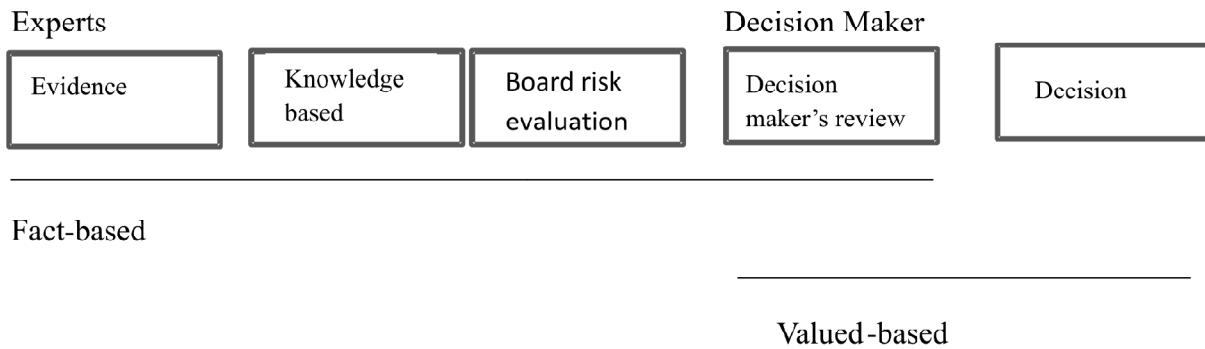 Experts
Decision Maker
Evidence
Knowledge
based
Board risk
evaluation
Decision
maker's review
Decision
Fact-based
Valued-based